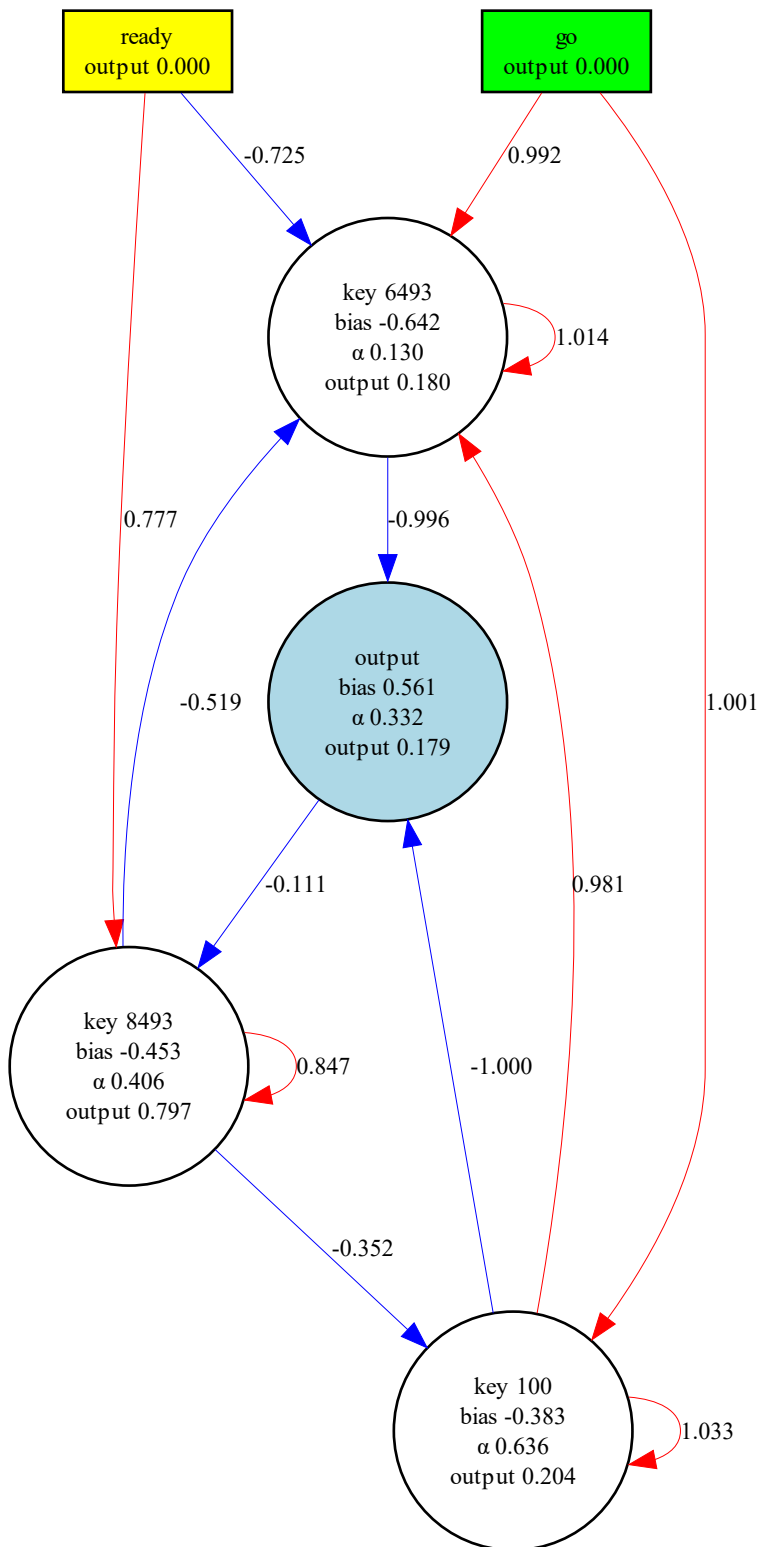 ready
output 0.000
go
output 0.000
-0.725
0.992
key 6493
bias -0.642
α 0.130
output 0.180
1.014
0.777
-0.996
-0.519
output
bias 0.561
α 0.332
output 0.179
1.001
-0.111
0.981
key 8493
bias -0.453
α 0.406
output 0.797
0.847
-1.000
-0.352
key 100
bias -0.383
α 0.636
output 0.204
1.033